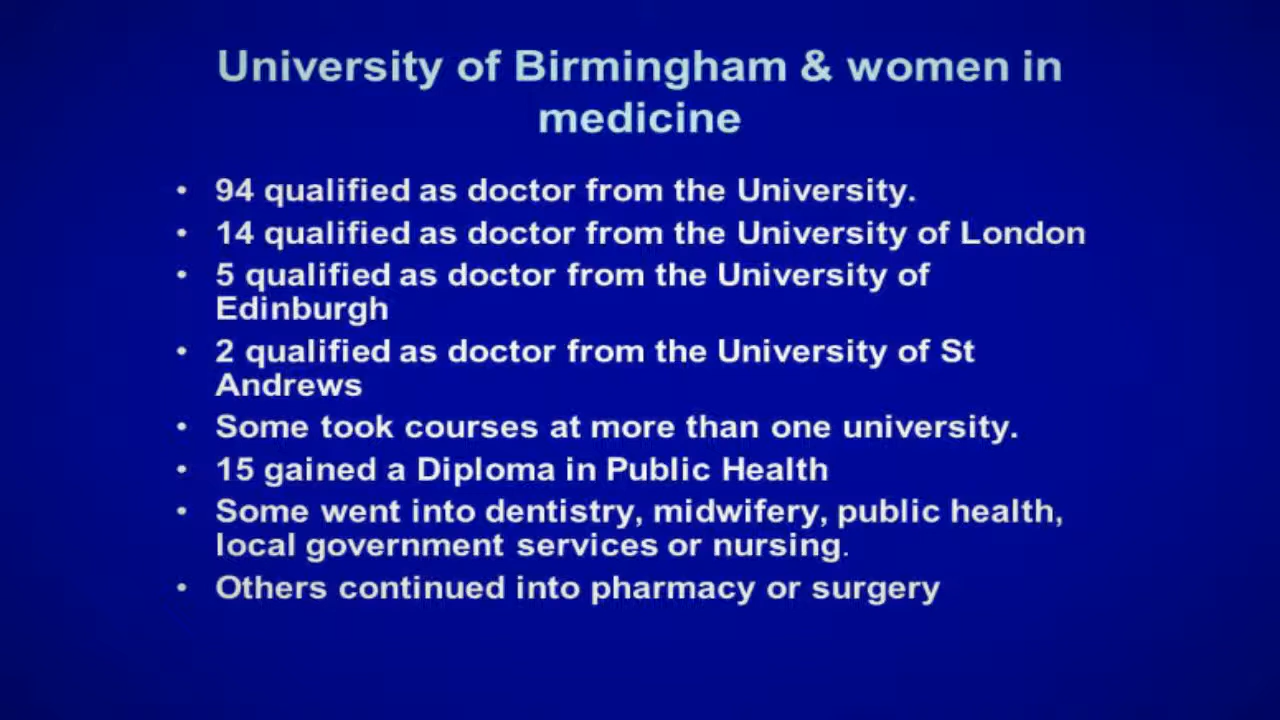 University of Birmingham & women in
medicine
• 94 qualified as doctor from the University.
• 14 qualified as doctor from the University of London
• 5 qualified as doctor from the University of
Edinburgh
• 2 qualified as doctor from the University of St
Andrews
• Some took courses at more than one university.
• 15 gained a Diploma in Public Health
• Some went into dentistry, midwifery, public health,
local government services or nursing.
• Others continued into pharmacy or surgery